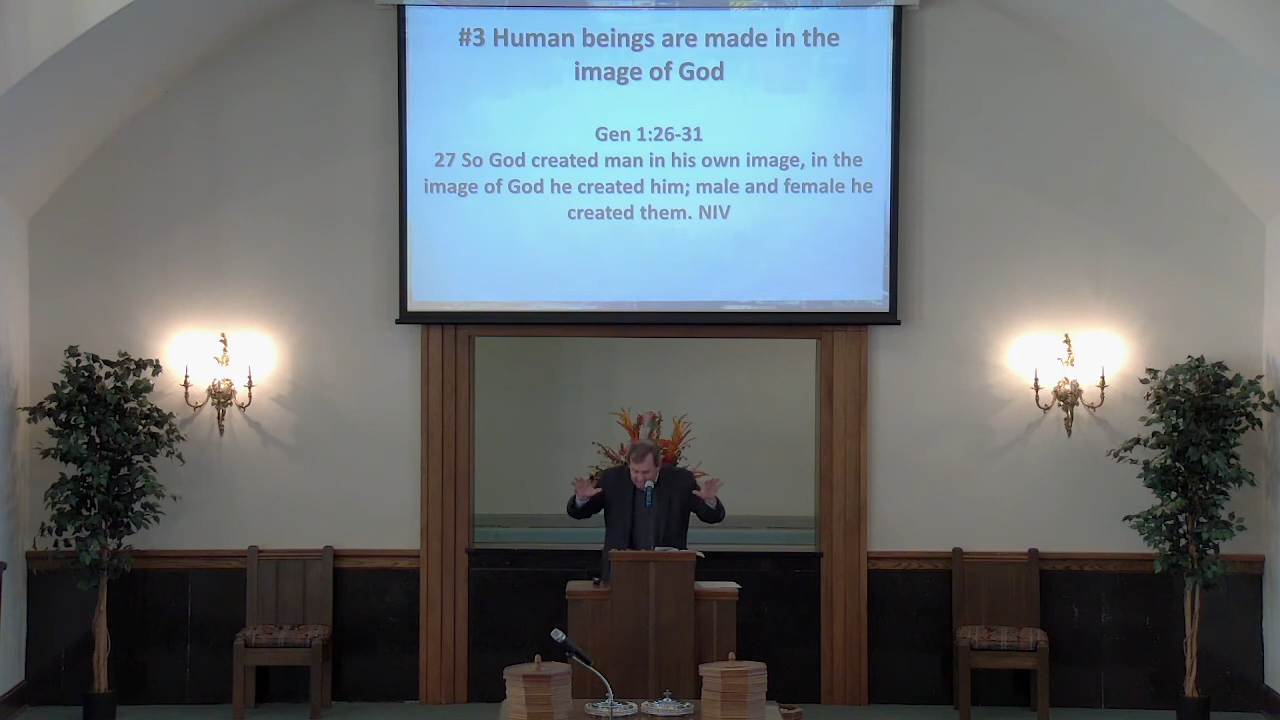 #3 Human beings are made in the
image of God
Gen 1:26-31
27 So God created man in his own image, in the
image of God he created him; male and female he
created them. NIV